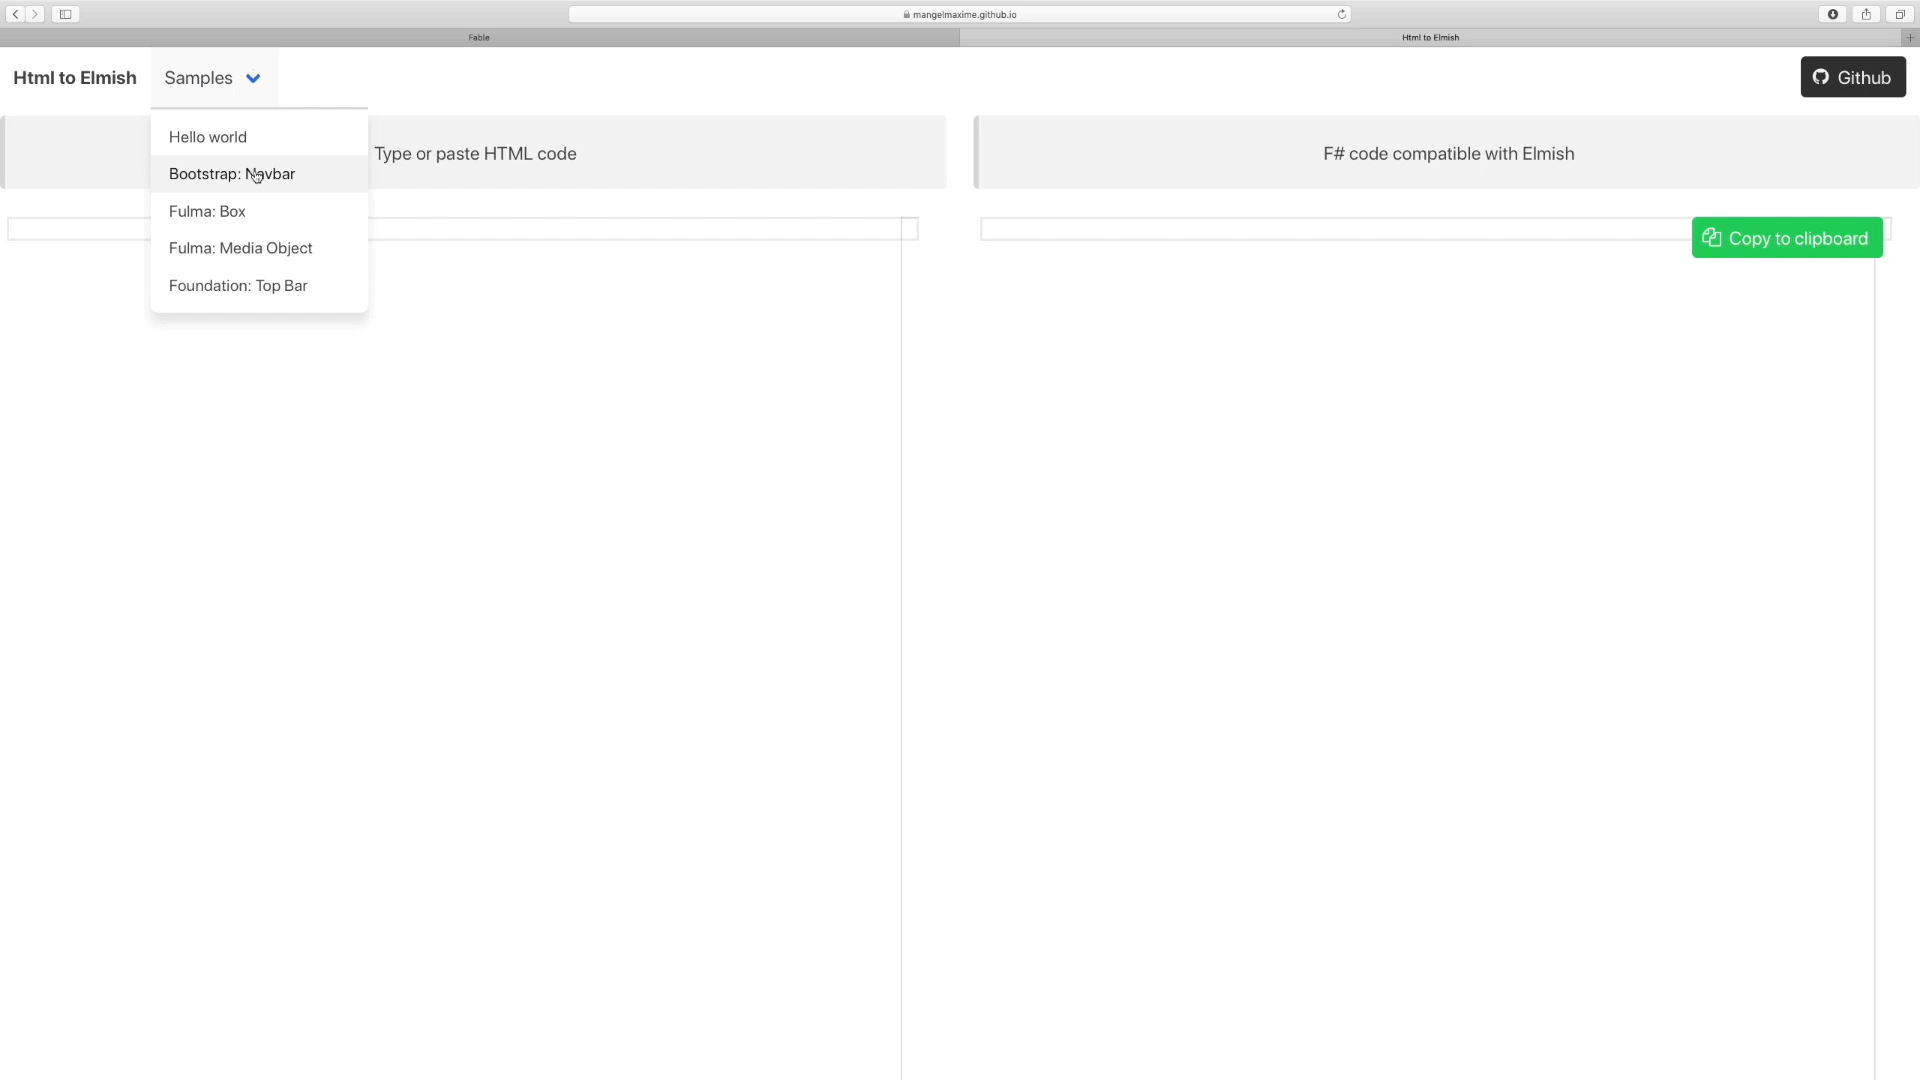 mangelmaxime.github.io
Fable
Html to Elmish
Html to Elmish
Samples
Github
Hello world
Bootstrap: Navbar
Fulma: Box
Fulma: Media Object
Foundation: Top Bar
Type or paste HTML code
F# code compatible with Elmish
Copy to clipboard